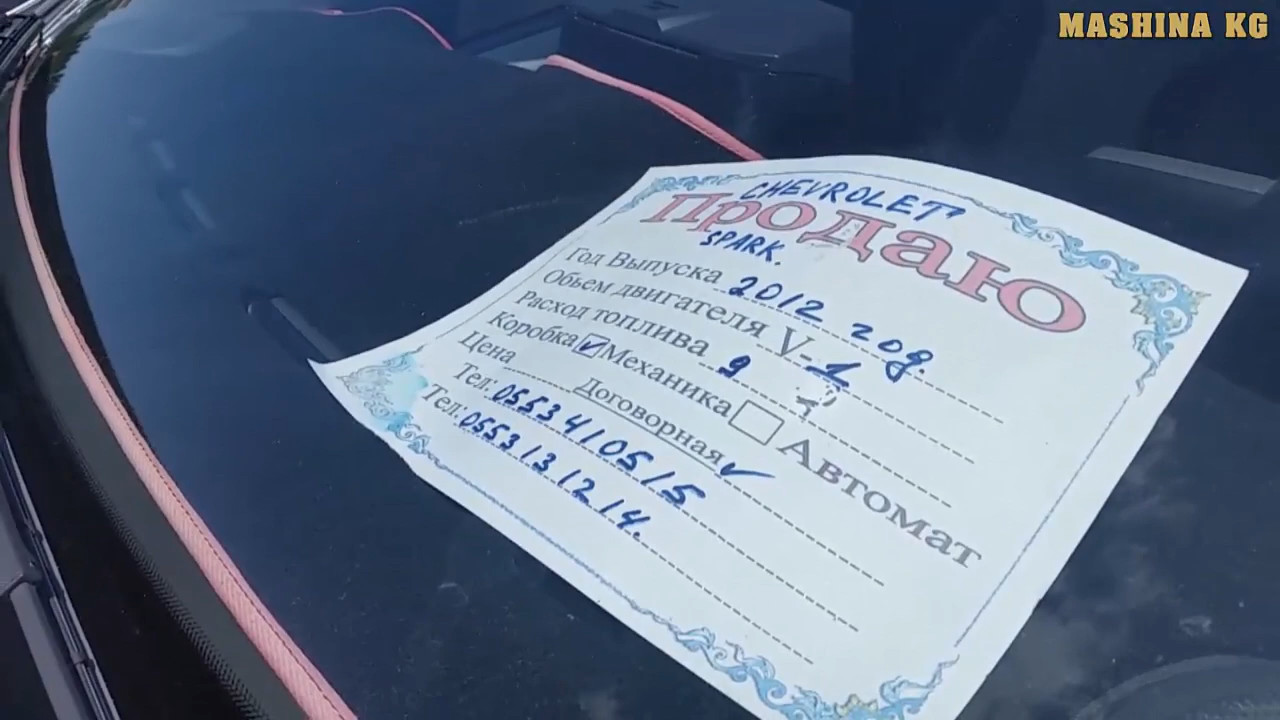 MASHINA KG
CHEVROLET
Продаю
SPARK.
Год Выпуска 2012 год.
Обьем двигателя V-1
Расход топлива 9
Коробка ✓ Механика Автомат
Цена Договорная ✓
Тел: 0553410515
Тел: 0553131214.